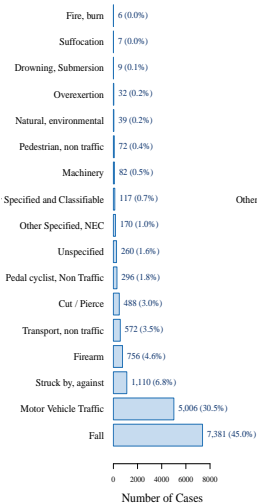 Fire, burn 6 (0.0%)
Suffocation 7 (0.0%)
Drowning, Submersion 9 (0.1%)
Overexertion 32 (0.2%)
Natural, environmental 39 (0.2%)
Pedestrian, non traffic 72 (0.4%)
Machinery 82 (0.5%)
Specified and Classifiable 117 (0.7%) Other
Other Specified, NEC 170 (1.0%)
Unspecified 260 (1.6%)
Pedal cyclist, Non Traffic 296 (1.8%)
Cut / Pierce 488 (3.0%)
Transport, non traffic 572 (3.5%)
Firearm 756 (4.6%)
Struck by, against 1,110 (6.8%)
Motor Vehicle Traffic 5,006 (30.5%)
Fall 7,381 (45.0%)
0 2000 4000 6000 8000
Number of Cases